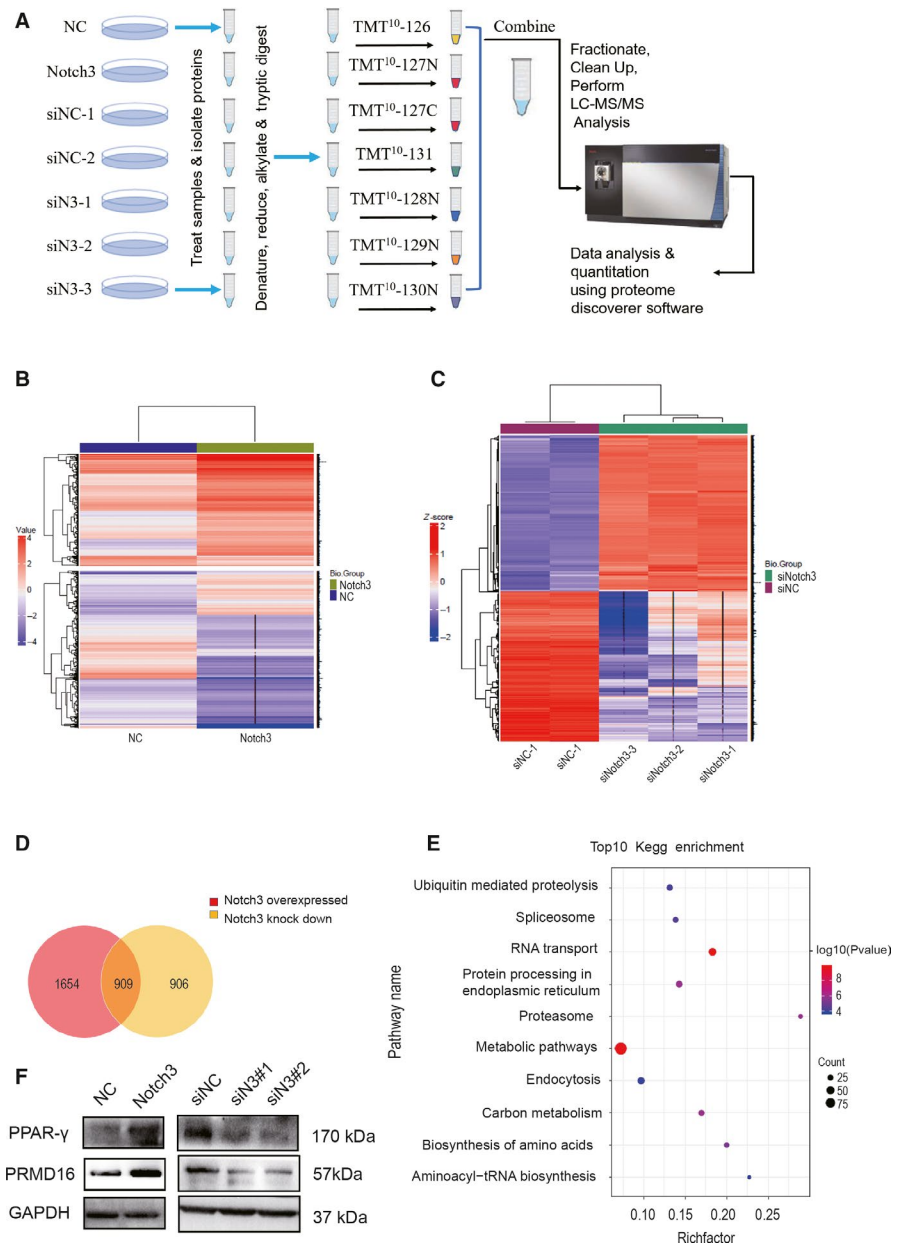 A
NC
Notch3
siNC-1
siNC-2
siN3-1
siN3-2
siN3-3
Treat samples & isolate proteins
Denature, reduce, alkylate & tryptic digest
TMT10-126
TMT10-127N
TMT10-127C
TMT10-131
TMT10-128N
TMT10-129N
TMT10-130N
Combine
Fractionate,
Clean Up,
Perform
LC-MS/MS
Analysis
Data analysis &
quantitation
using proteome
discoverer software
B
Value
4
2
0
−2
−4
Bio.Group
Notch3
NC
NC
Notch3
C
Z-score
2
1
0
−1
−2
Bio.Group
siNotch3
siNC
siNC-1
siNC-1
siNotch3-3
siNotch3-2
siNotch3-1
D
Notch3 overexpressed
Notch3 knock down
1654
909
906
E
Top10 Kegg enrichment
Pathway name
Ubiquitin mediated proteolysis
Spliceosome
RNA transport
Protein processing in
endoplasmic reticulum
Proteasome
Metabolic pathways
Endocytosis
Carbon metabolism
Biosynthesis of amino acids
Aminoacyl−tRNA biosynthesis
0.10
0.15
0.20
0.25
Richfactor
log10(Pvalue)
8
6
4
Count
25
50
75
F
NC
Notch3
siNC
siN3#1
siN3#2
PPAR-γ
170 kDa
PRMD16
57kDa
GAPDH
37 kDa